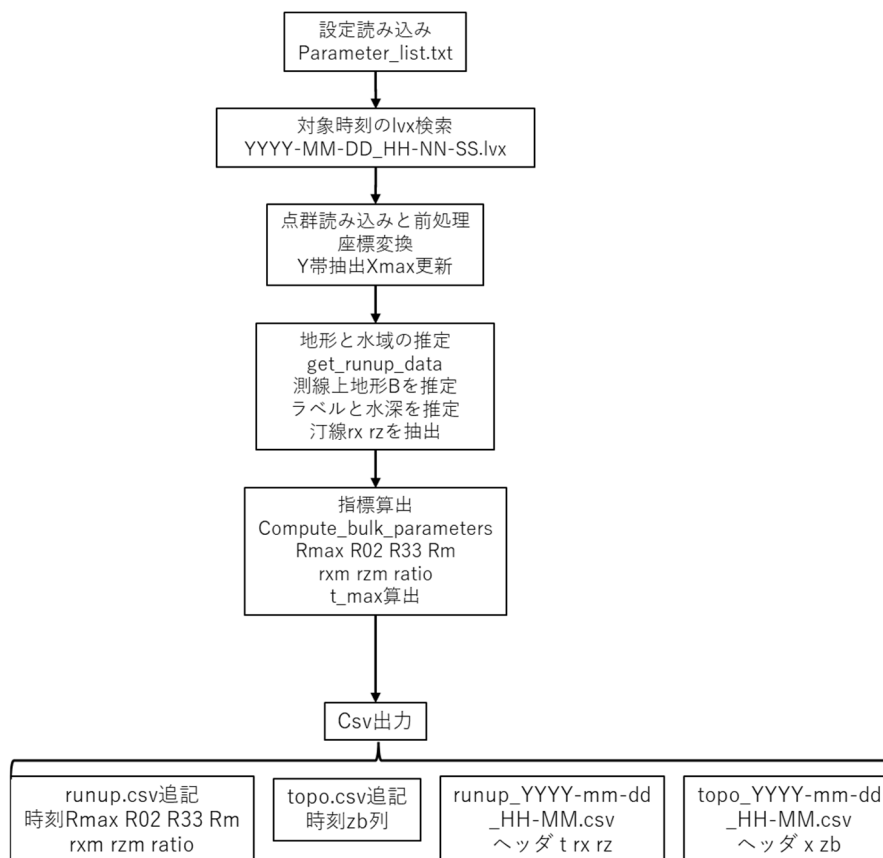 設定読み込み
Parameter_list.txt
対象時刻のlvx検索
YYYY-MM-DD_HH-NN-SS.lvx
点群読み込みと前処理
座標変換
Y帯抽出Xmax更新
地形と水域の推定
get_runup_data
測線上地形Bを推定
ラベルと水深を推定
汀線rx rzを抽出
指標算出
Compute_bulk_parameters
Rmax R02 R33 Rm
rxm rzm ratio
t_max算出
Csv出力
runup.csv追記
時刻Rmax R02 R33 Rm
rxm rzm ratio
topo.csv追記
時刻zb列
runup_YYYY-mm-dd
_HH-MM.csv
ヘッダ t rx rz
topo_YYYY-mm-dd
_HH-MM.csv
ヘッダ x zb